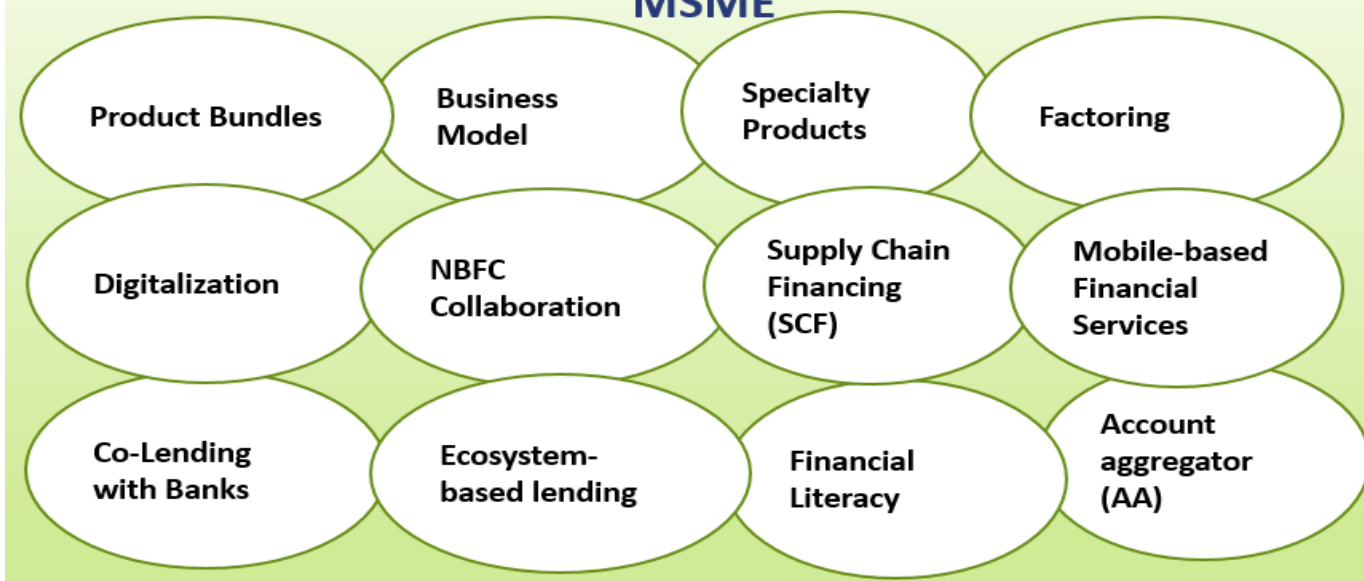 MSME
Product Bundles
Business
Model
Specialty
Products
Factoring
Digitalization
NBFC
Collaboration
Supply Chain
Financing
(SCF)
Mobile-based
Financial
Services
Co-Lending
with Banks
Ecosystem-
based lending
Financial
Literacy
Account
aggregator
(AA)